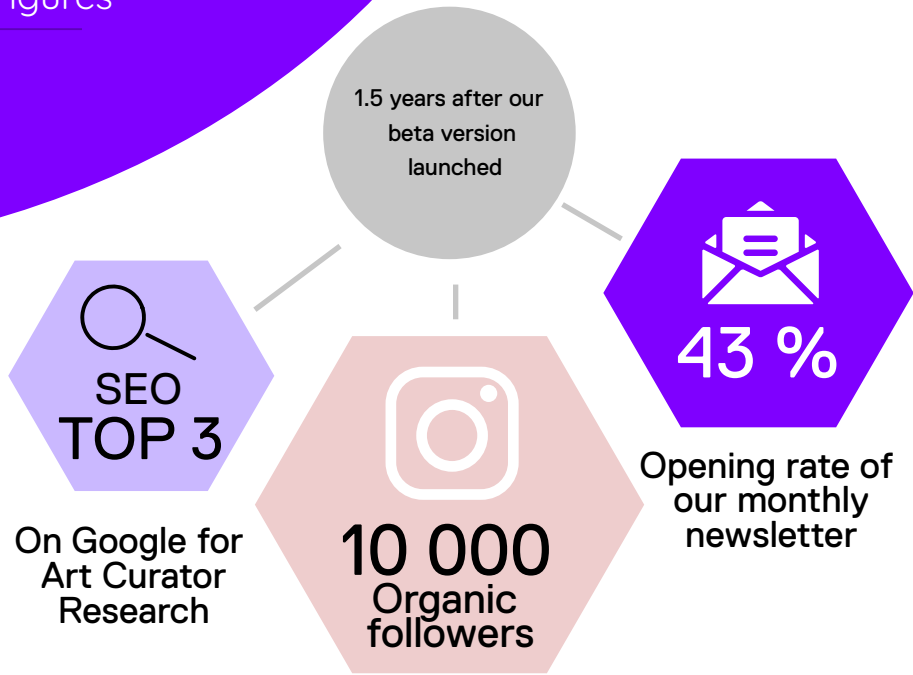 igures
1.5 years after our
beta version
launched
SEO
TOP 3
On Google for
Art Curator
Research
10 000
Organic
followers
43 %
Opening rate of
our monthly
newsletter